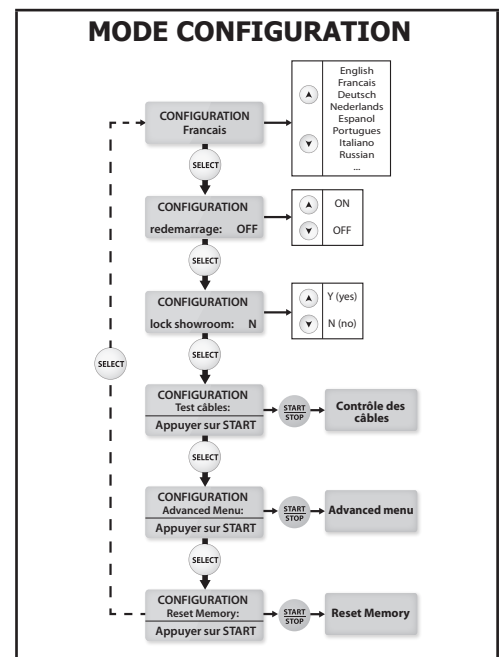 MODE CONFIGURATION
CONFIGURATION
Francais
English
Francais
Deutsch
Nederlands
Espanol
Portugues
Italiano
Russian
...
SELECT
CONFIGURATION
redemarrage: OFF
ON
OFF
SELECT
CONFIGURATION
lock showroom: N
Y (yes)
N (no)
SELECT
SELECT
CONFIGURATION
Test câbles:
Appuyer sur START
START
STOP
Contrôle des
câbles
SELECT
CONFIGURATION
Advanced Menu:
Appuyer sur START
START
STOP
Advanced menu
SELECT
CONFIGURATION
Reset Memory:
Appuyer sur START
START
STOP
Reset Memory